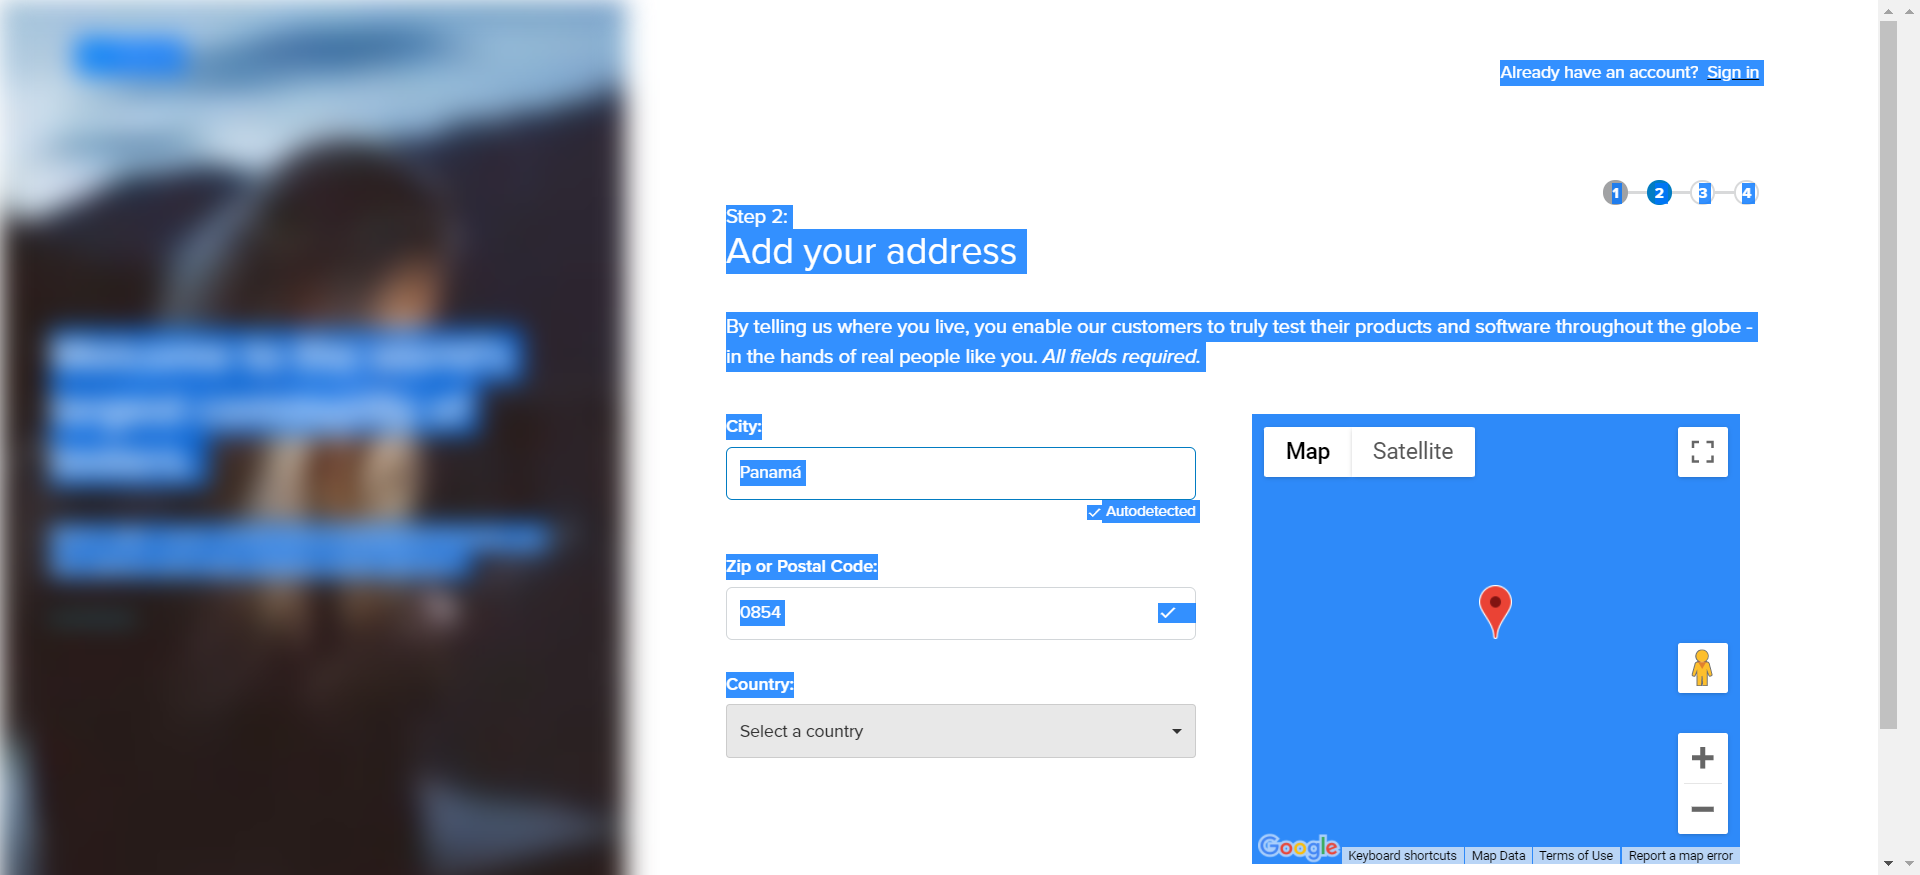 Already have an account? Sign in
1 2 3 4
Step 2:
Add your address
By telling us where you live, you enable our customers to truly test their products and software throughout the globe -
in the hands of real people like you. All fields required.
City:
Panamá
Autodetected
Zip or Postal Code:
0854
Country:
Select a country
Map Satellite
Google Keyboard shortcuts Map Data Terms of Use Report a map error